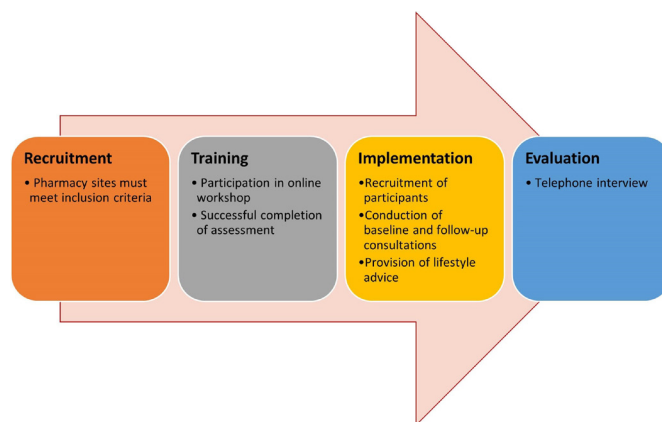 Recruitment
• Pharmacy sites must
meet inclusion criteria
Training
• Participation in online
workshop
• Successful completion
of assessment
Implementation
•Recruitment of
participants
•Conduction of
baseline and follow-up
consultations
•Provision of lifestyle
advice
Evaluation
• Telephone interview